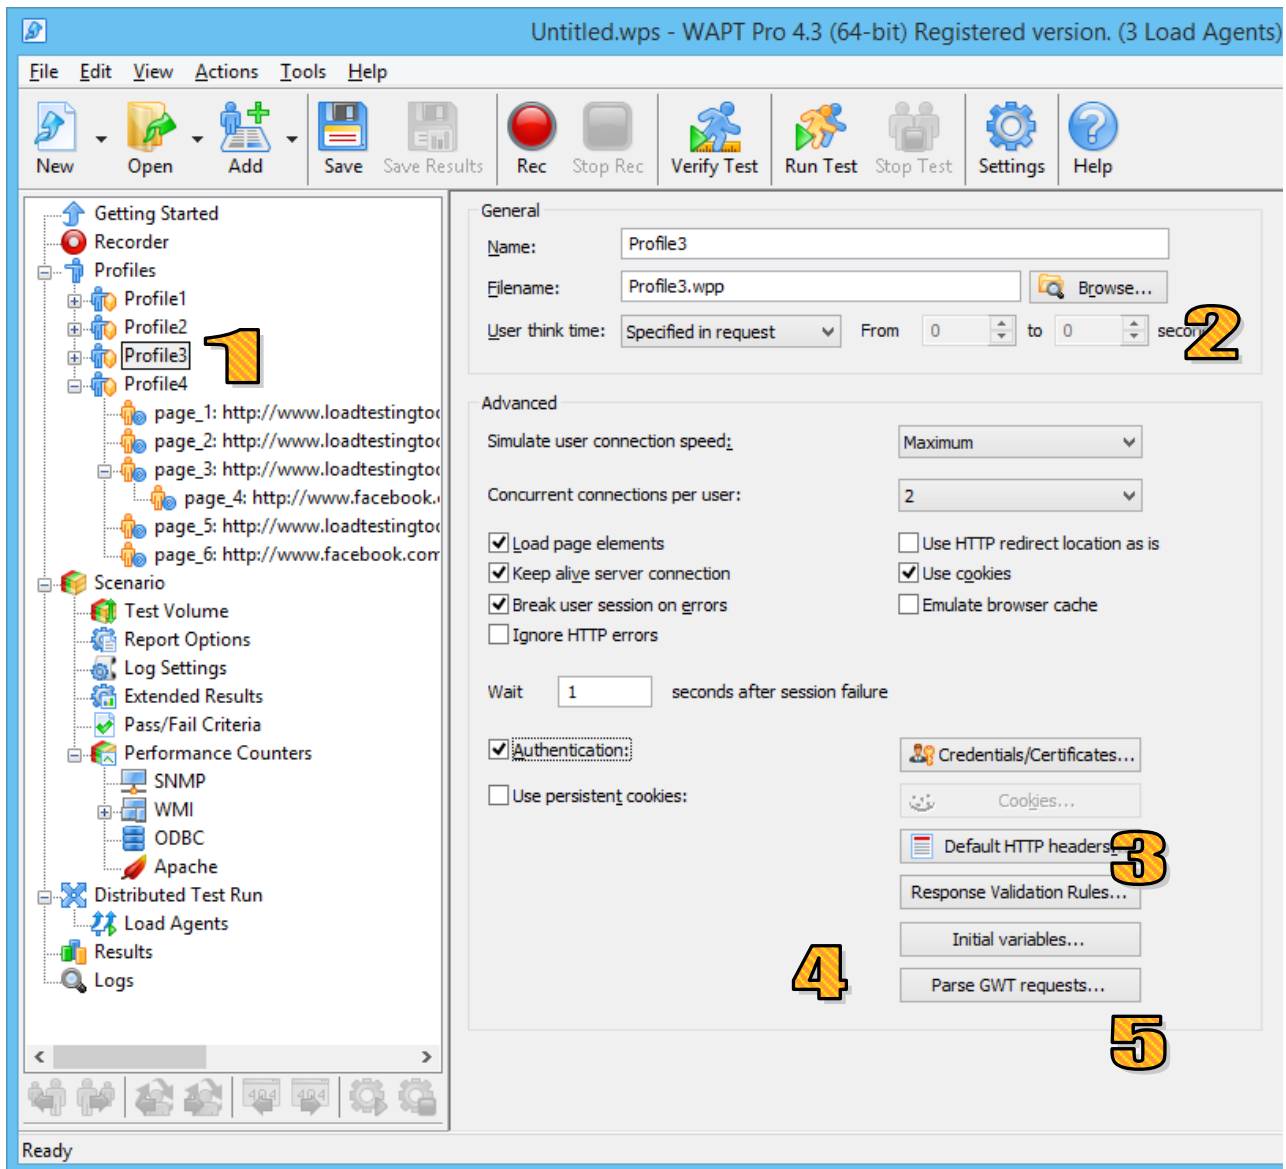 Untitled.wps - WAPT Pro 4.3 (64-bit) Registered version. (3 Load Agents)
File Edit View Actions Tools Help
New Open Add Save Save Results Rec Stop Rec Verify Test Run Test Stop Test Settings Help
Getting Started
Recorder
Profiles
Profile1
Profile2
Profile3
1
Profile4
page_1: http://www.loadtestingtoo
page_2: http://www.loadtestingtoo
page_3: http://www.loadtestingtoo
page_4: http://www.facebook.
page_5: http://www.loadtestingtoo
page_6: http://www.facebook.com
Scenario
Test Volume
Report Options
Log Settings
Extended Results
Pass/Fail Criteria
Performance Counters
SNMP
WMI
ODBC
Apache
Distributed Test Run
Load Agents
Results
Logs
General
Name: Profile3
Filename: Profile3.wpp Browse...
User think time: Specified in request From 0 to 0
2
Advanced
Simulate user connection speed: Maximum
Concurrent connections per user: 2
Load page elements Use HTTP redirect location as is
Keep alive server connection Use cookies
Break user session on errors Emulate browser cache
Ignore HTTP errors
Wait 1 seconds after session failure
Authentication: Credentials/Certificates...
Use persistent cookies: Cookies...
Default HTTP headers...
3
Response Validation Rules...
Initial variables...
4
Parse GWT requests...
5
404 404
Ready